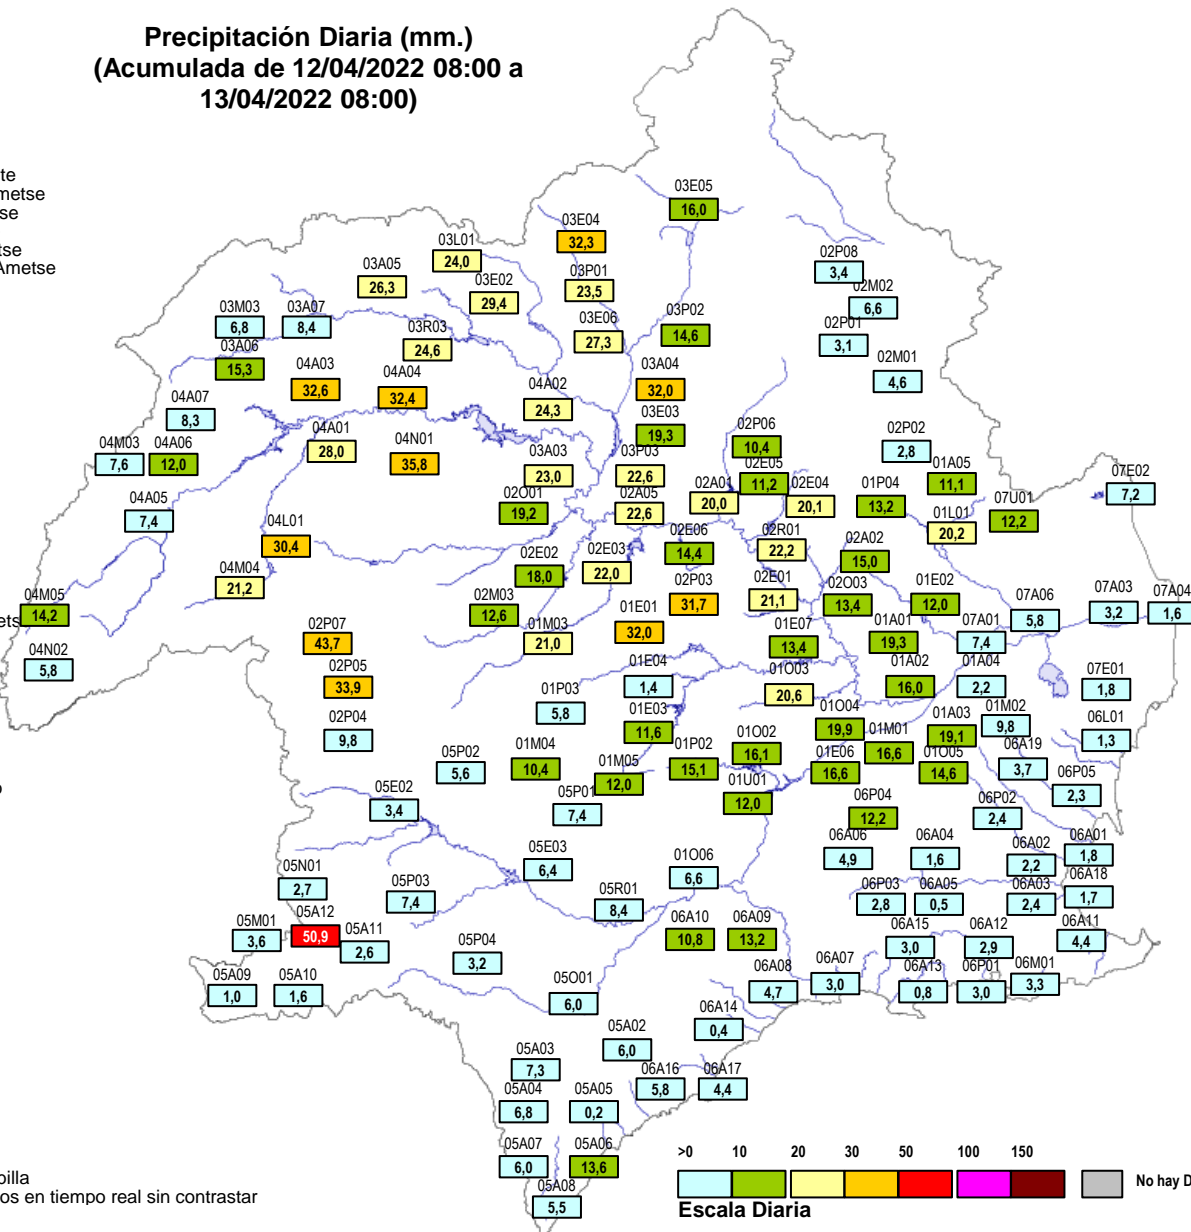 Precipitación Diaria (mm.)
(Acumulada de 12/04/2022 08:00 a
13/04/2022 08:00)
te
metse
se
tse
Ametse
03E05
16,0
03E04
32,3
03L01
24,0
02P08
3,4
03A05
26,3
03E02
29,4
03P01
23,5
02M02
6,6
03M03
6,8
03A07
8,4
03R03
24,6
03E06
27,3
03P02
14,6
02P01
3,1
03A06
15,3
04A03
32,6
04A04
32,4
04A02
24,3
03A04
32,0
02M01
4,6
04A07
8,3
03E03
19,3
04M03
7,6
04A06
12,0
04A01
28,0
04N01
35,8
02P06
10,4
02P02
2,8
03A03
23,0
03P03
22,6
02E05
11,2
01A05
11,1
07E02
7,2
04A05
7,4
02O01
19,2
02A05
22,6
02A01
20,0
02E04
20,1
01P04
13,2
07U01
12,2
04L01
30,4
01L01
20,2
02E06
14,4
02R01
22,2
02A02
15,0
04M04
21,2
02E02
18,0
02E03
22,0
02P03
31,7
02E01
21,1
02O03
13,4
01E02
12,0
07A03
3,2
07A04
1,6
04M05
14,2
ets
02M03
12,6
01E01
32,0
07A06
5,8
02P07
43,7
01M03
21,0
01E07
13,4
01A01
19,3
07A01
7,4
04N02
5,8
02P05
33,9
01E04
1,4
01O03
20,6
01A02
16,0
01A04
2,2
07E01
1,8
01P03
5,8
02P04
9,8
01E03
11,6
01O04
19,9
01M02
9,8
06L01
1,3
01A03
19,1
01O02
16,1
01M01
16,6
05P02
5,6
01M04
10,4
01M05
12,0
01P02
15,1
01E06
16,6
01O05
14,6
06A19
3,7
06P05
2,3
05E02
3,4
05P01
7,4
01U01
12,0
06P04
12,2
06P02
2,4
05E03
6,4
01O06
6,6
06A06
4,9
06A04
1,6
06A02
2,2
06A01
1,8
05N01
2,7
05P03
7,4
05R01
8,4
06P03
2,8
06A05
0,5
06A03
2,4
06A18
1,7
05M01
3,6
05A12
50,9
05A11
2,6
05P04
3,2
06A10
10,8
06A09
13,2
06A15
3,0
06A12
2,9
06A11
4,4
05A09
1,0
05A10
1,6
05O01
6,0
06A08
4,7
06A07
3,0
06A13
0,8
06P01
3,0
06M01
3,3
06A14
0,4
05A02
6,0
05A03
7,3
06A16
5,8
06A17
4,4
05A04
6,8
05A05
0,2
05A07
6,0
05A06
13,6
05A08
5,5
>0 10 20 30 50 100 150
No hay D
Escala Diaria
pilla
os en tiempo real sin contrastar